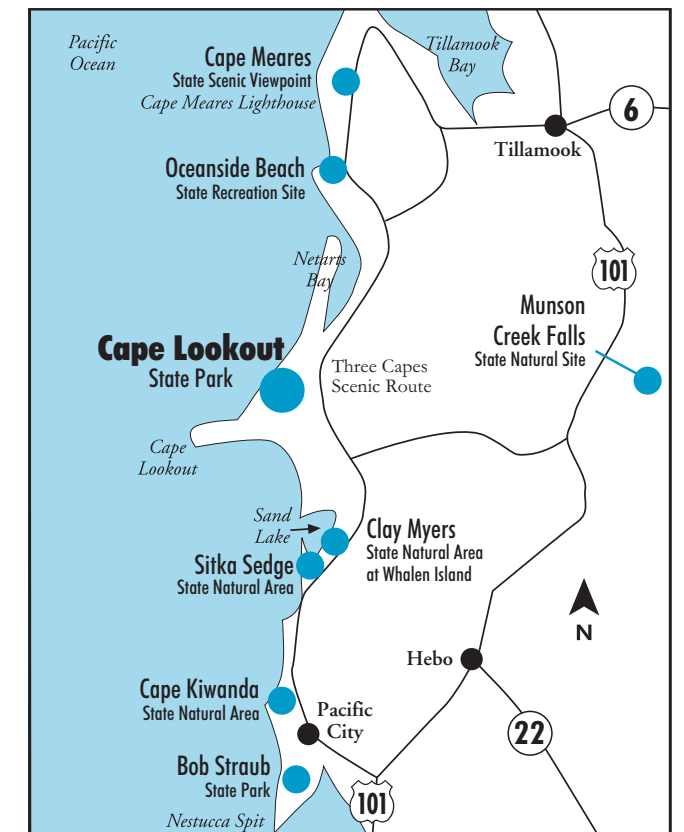 Pacific
Ocean
Cape Meares
State Scenic Viewpoint
Cape Meares Lighthouse
Tillamook
Bay
6
Tillamook
Oceanside Beach
State Recreation Site
Netarts
Bay
101
Munson
Creek Falls
State Natural Site
Cape Lookout
State Park
Three Capes
Scenic Route
Cape
Lookout
Sand
Lake
Clay Myers
State Natural Area
at Whalen Island
Sitka Sedge
State Natural Area
N
Hebo
Cape Kiwanda
State Natural Area
Pacific
City
22
Bob Straub
State Park
101
Nestucca Spit